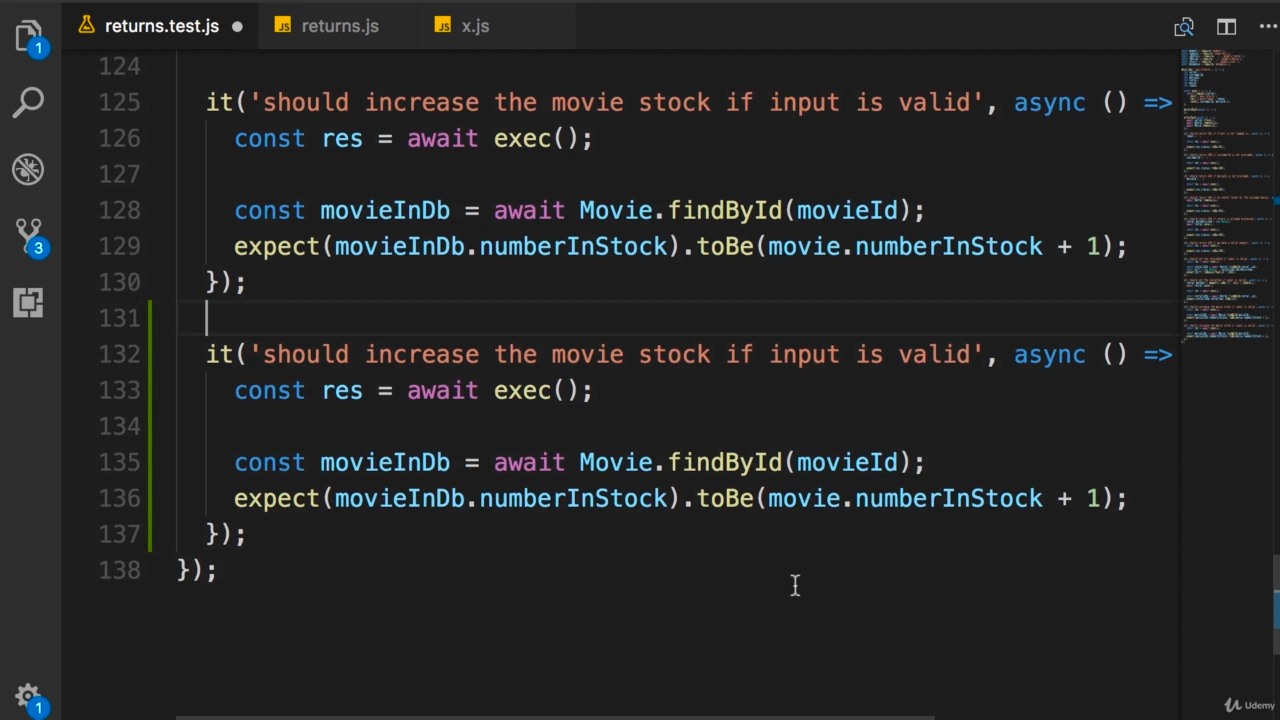 returns.test.js
returns.js
x.js
JS
JS
1
3
1
124
125 it('should increase the movie stock if input is valid', async () =>
126 const res = await exec();
127
128 const movieInDb = await Movie.findById(movieId);
129 expect(movieInDb.numberInStock).toBe(movie.numberInStock + 1);
130 });
131
132 it('should increase the movie stock if input is valid', async () =>
133 const res = await exec();
134
135 const movieInDb = await Movie.findById(movieId);
136 expect(movieInDb.numberInStock).toBe(movie.numberInStock + 1);
137 });
138 });
Udemy